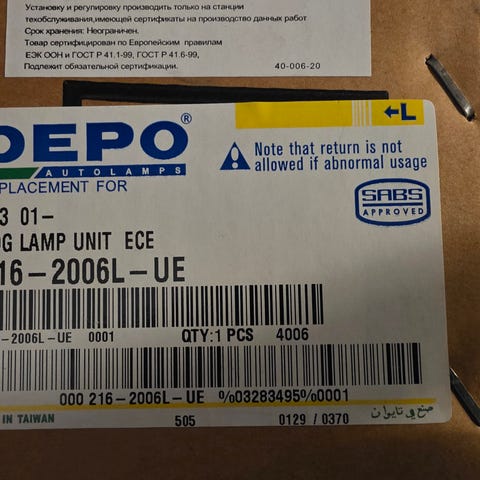 Установку и регулировку производить только на станции
техобслуживания,имеющей сертификаты на производство данных работ
Срок хранения: Неограничен.
Товар сертифицирован по Европейским правилам
ЕЭК ООН и ГОСТ Р 41.1-99, ГОСТ Р 41.6-99,
Подлежит обязательной сертификации. 40-006-20
←L
DEPO®
AUTOLAMPS
Note that return is not
allowed if abnormal usage
PLACEMENT FOR
SABS
APPROVED
3 01-
OG LAMP UNIT ECE
16-2006L-UE
-2006L-UE 0001 QTY:1 PCS 4006
000 216-2006L-UE %03283495%0001
IN TAIWAN 505 0129 / 0370 صنع في تايوان